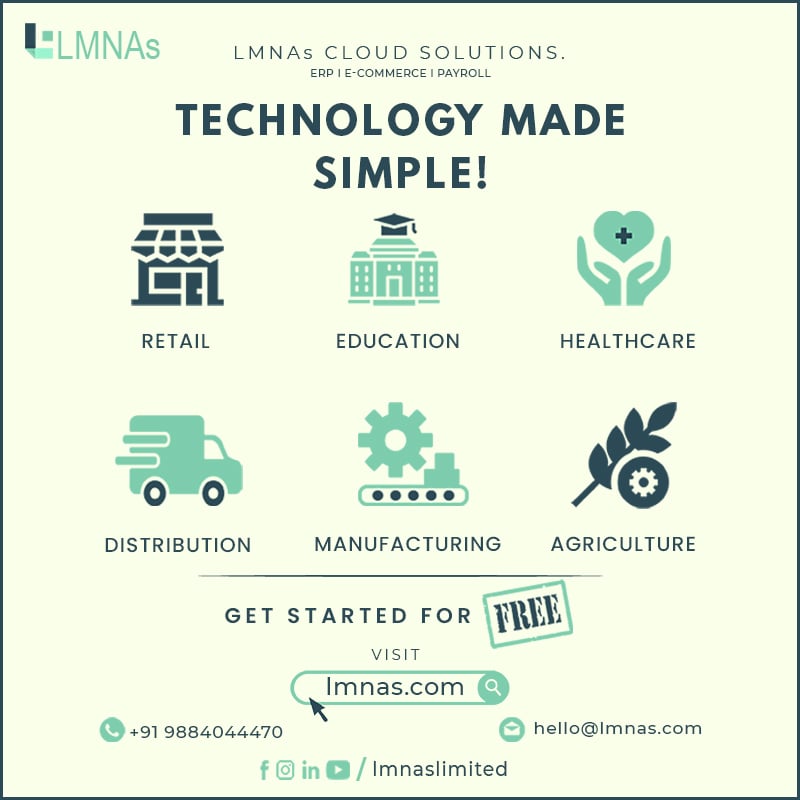 LMNAs
LMNAs CLOUD SOLUTIONS.
ERP I E-COMMERCE I PAYROLL
TECHNOLOGY MADE
SIMPLE!
RETAIL
EDUCATION
HEALTHCARE
DISTRIBUTION
MANUFACTURING
AGRICULTURE
GET STARTED FOR FREE
VISIT
lmnas.com
+91 9884044470
hello@lmnas.com
/lmnaslimited